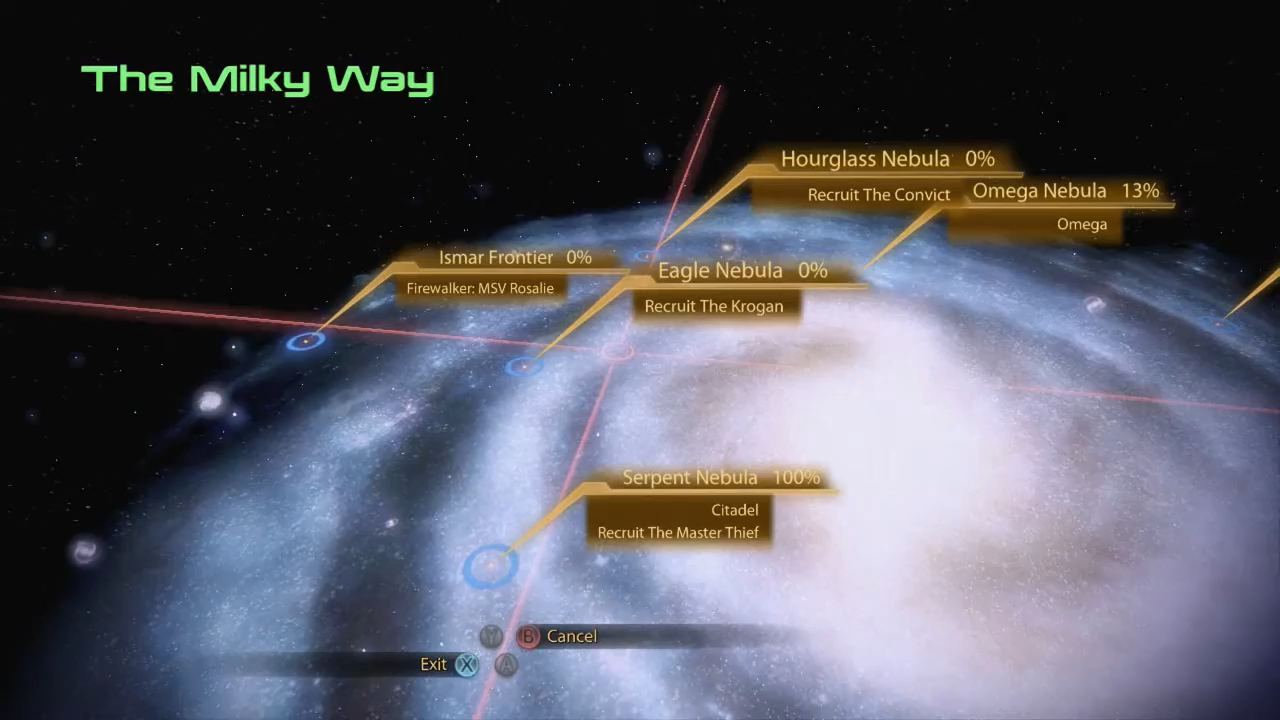 The Milky Way
Hourglass Nebula 0%
Recruit The Convict
Omega Nebula 13%
Omega
Ismar Frontier 0%
Firewalker: MSV Rosalie
Eagle Nebula 0%
Recruit The Krogan
Serpent Nebula 100%
Citadel
Recruit The Master Thief
Y
B Cancel
Exit X
A